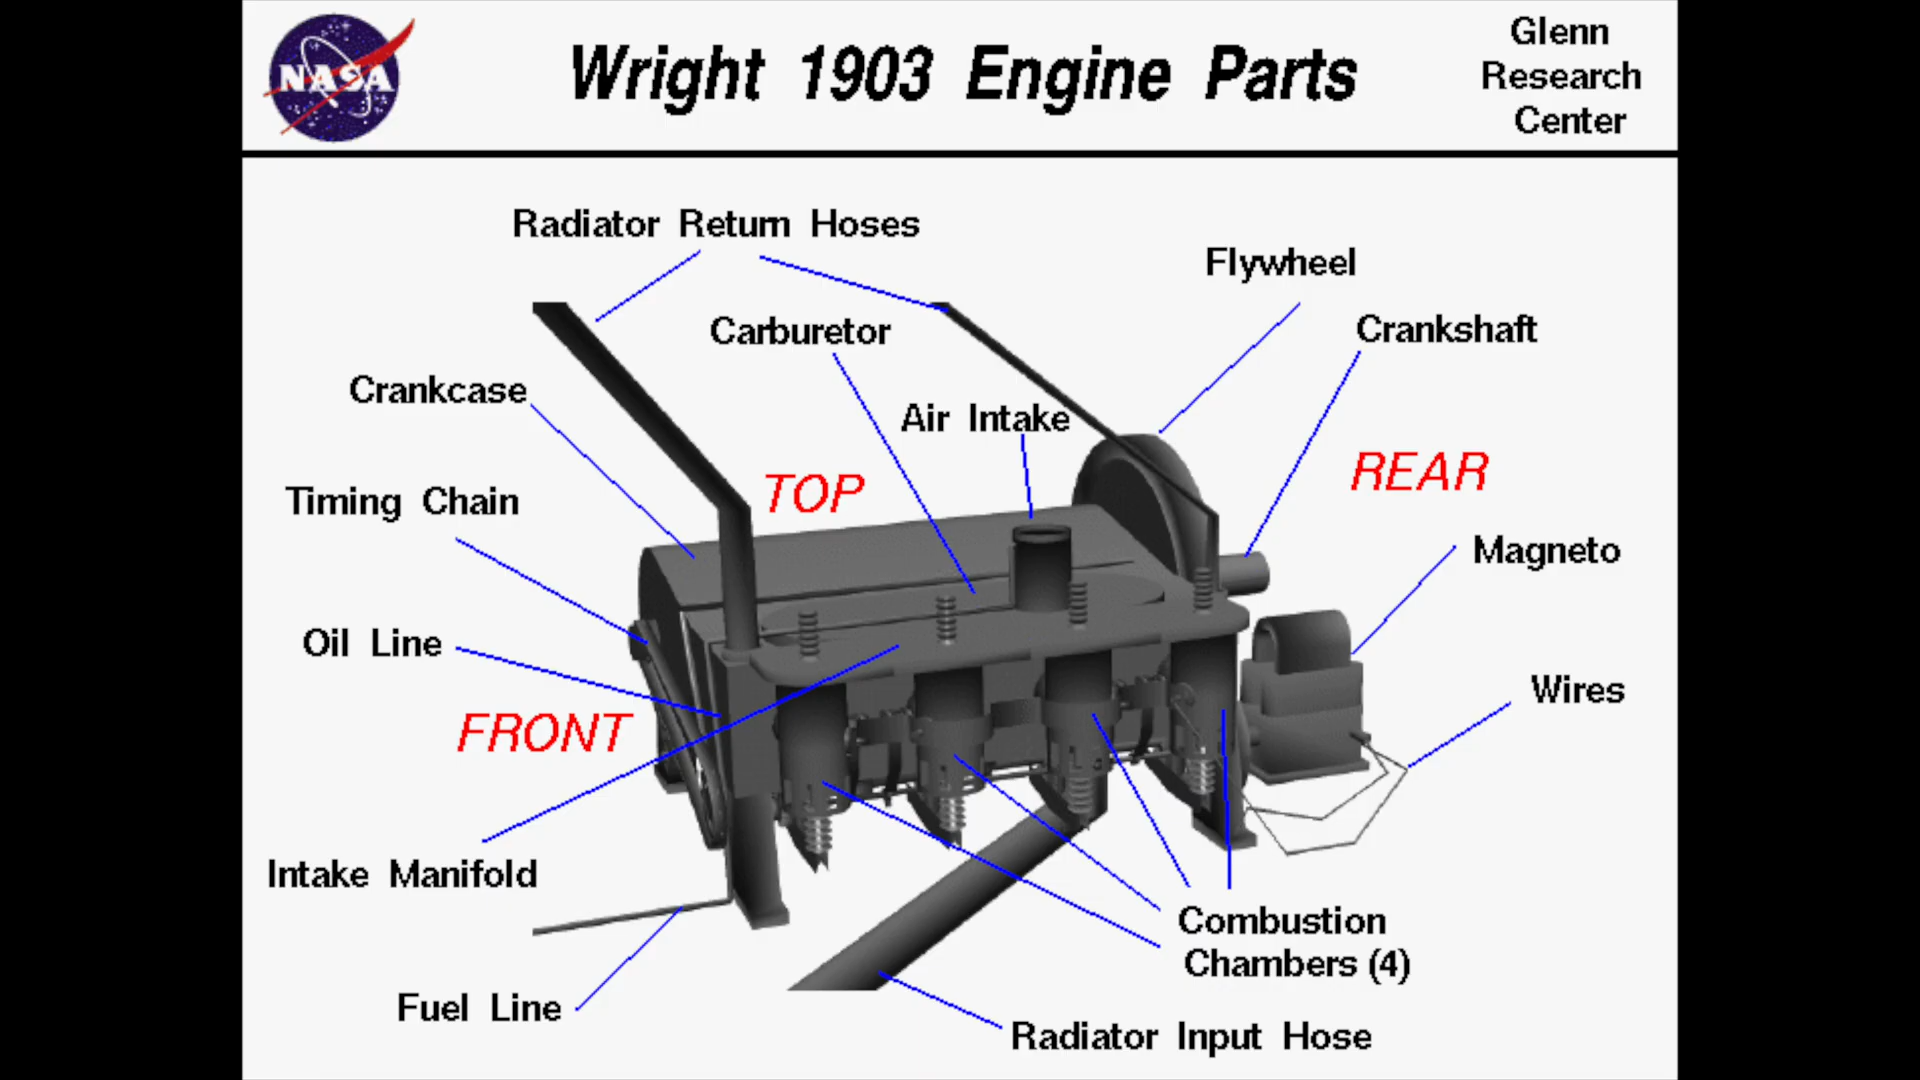 NASA
Wright 1903 Engine Parts
Glenn
Research
Center
Radiator Return Hoses
Flywheel
Carburetor
Crankshaft
Crankcase
Air Intake
TOP
REAR
Timing Chain
Magneto
Oil Line
Wires
FRONT
Intake Manifold
Combustion
Chambers (4)
Fuel Line
Radiator Input Hose